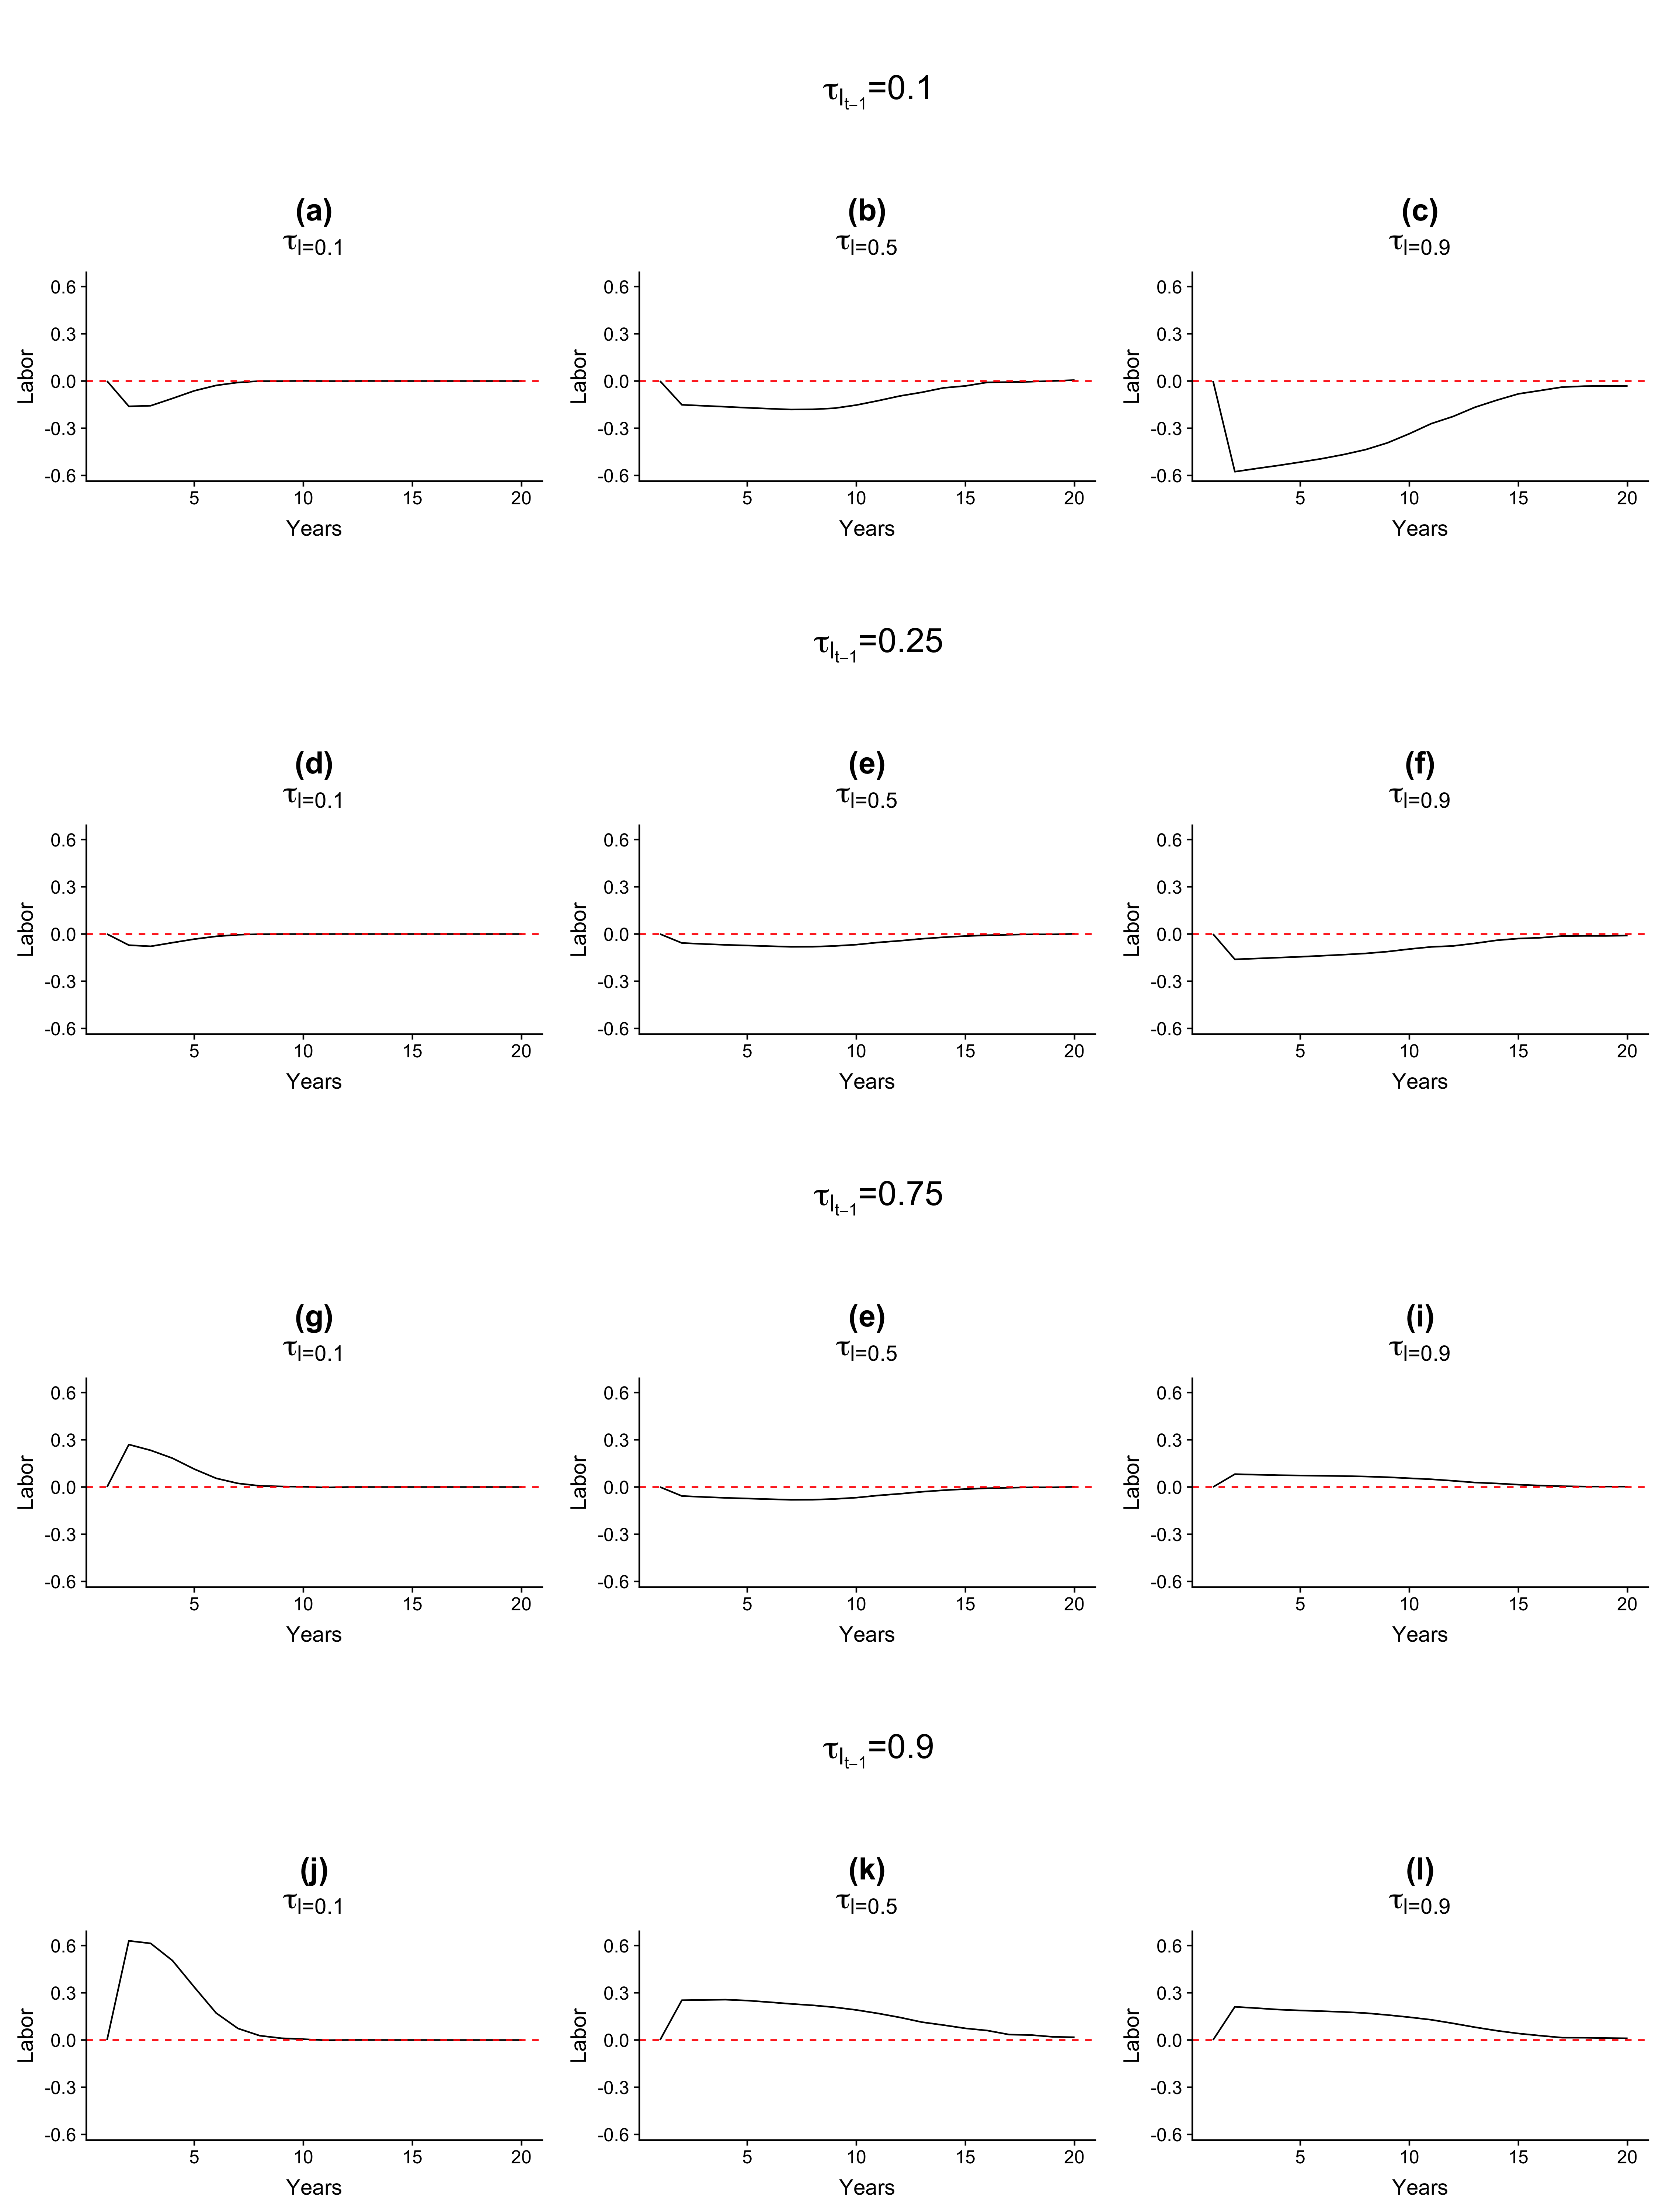 τlt−1=0.1
(a) (b) (c)
τl=0.1 τl=0.5 τl=0.9
0.6 0.6 0.6
0.3 0.3 0.3
0.0 0.0 0.0
-0.3 -0.3 -0.3
-0.6 -0.6 -0.6
Labor Labor Labor
5 10 15 20 5 10 15 20 5 10 15 20
Years Years Years
τlt−1=0.25
(d) (e) (f)
τl=0.1 τl=0.5 τl=0.9
0.6 0.6 0.6
0.3 0.3 0.3
0.0 0.0 0.0
-0.3 -0.3 -0.3
-0.6 -0.6 -0.6
Labor Labor Labor
5 10 15 20 5 10 15 20 5 10 15 20
Years Years Years
τlt−1=0.75
(g) (e) (i)
τl=0.1 τl=0.5 τl=0.9
0.6 0.6 0.6
0.3 0.3 0.3
0.0 0.0 0.0
-0.3 -0.3 -0.3
-0.6 -0.6 -0.6
Labor Labor Labor
5 10 15 20 5 10 15 20 5 10 15 20
Years Years Years
τlt−1=0.9
(j) (k) (l)
τl=0.1 τl=0.5 τl=0.9
0.6 0.6 0.6
0.3 0.3 0.3
0.0 0.0 0.0
-0.3 -0.3 -0.3
-0.6 -0.6 -0.6
Labor Labor Labor
5 10 15 20 5 10 15 20 5 10 15 20
Years Years Years